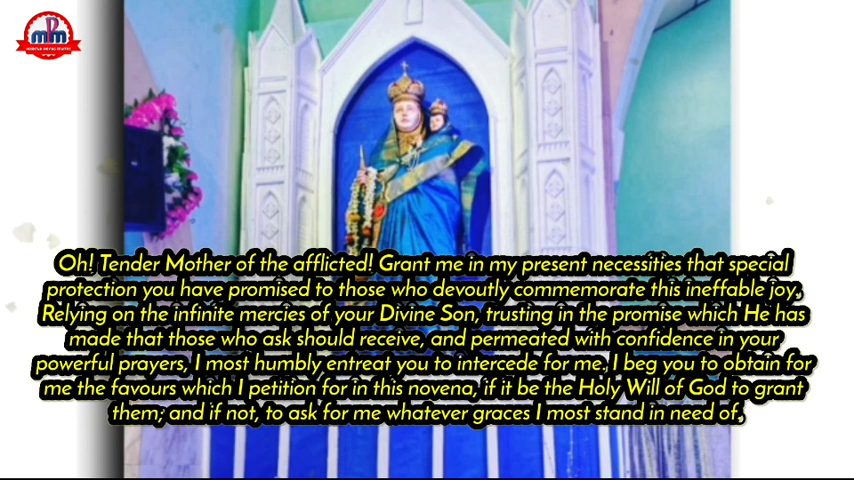 mpm
Oh! Tender Mother of the afflicted! Grant me in my present necessities that special
protection you have promised to those who devoutly commemorate this ineffable joy,
Relying on the infinite mercies of your Divine Son, trusting in the promise which He has
made that those who ask should receive, and permeated with confidence in your
powerful prayers, I most humbly entreat you to intercede for me. I beg you to obtain for
me the favours which I petition for in this novena, if it be the Holy Will of God to grant
them; and if not, to ask for me whatever graces I most stand in need of.